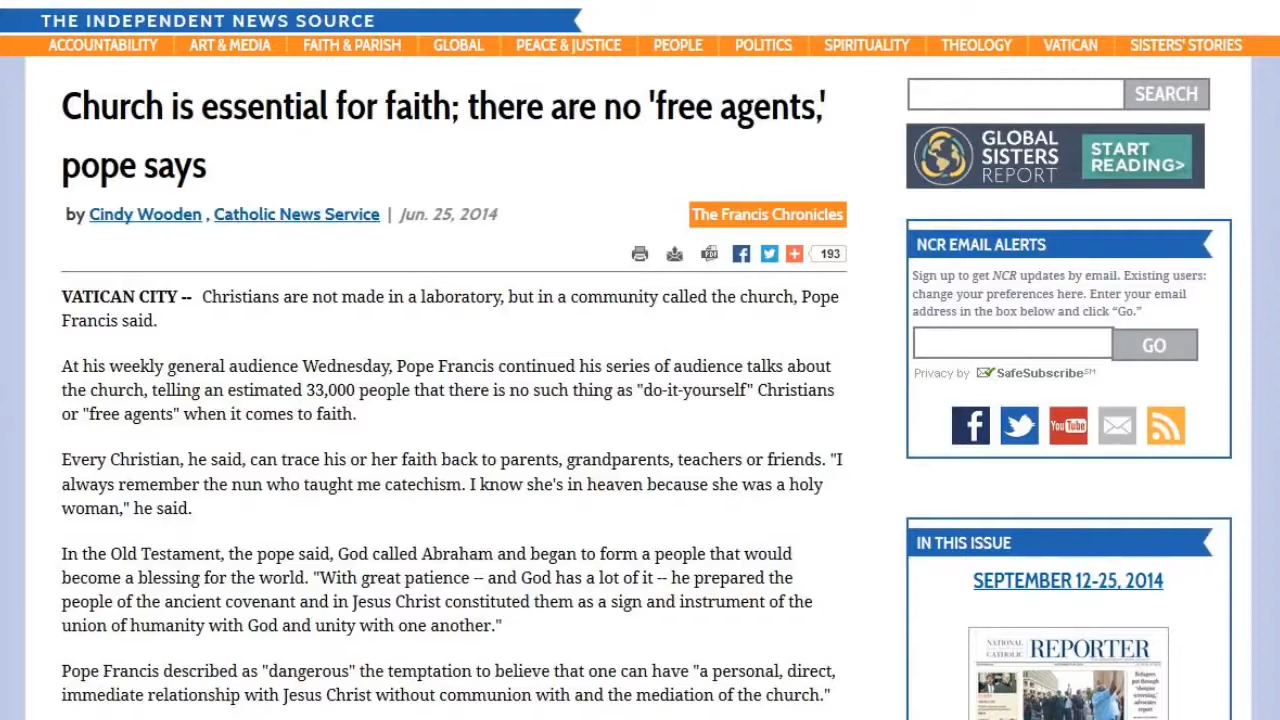 THE INDEPENDENT NEWS SOURCE
ACCOUNTABILITY ART & MEDIA FAITH & PARISH GLOBAL PEACE & JUSTICE PEOPLE POLITICS SPIRITUALITY THEOLOGY VATICAN SISTERS' STORIES
Church is essential for faith; there are no 'free agents,'
pope says
by Cindy Wooden , Catholic News Service | Jun. 25, 2014
The Francis Chronicles
193
VATICAN CITY -- Christians are not made in a laboratory, but in a community called the church, Pope
Francis said.
At his weekly general audience Wednesday, Pope Francis continued his series of audience talks about
the church, telling an estimated 33,000 people that there is no such thing as "do-it-yourself" Christians
or "free agents" when it comes to faith.
Every Christian, he said, can trace his or her faith back to parents, grandparents, teachers or friends. "I
always remember the nun who taught me catechism. I know she's in heaven because she was a holy
woman," he said.
In the Old Testament, the pope said, God called Abraham and began to form a people that would
become a blessing for the world. "With great patience -- and God has a lot of it -- he prepared the
people of the ancient covenant and in Jesus Christ constituted them as a sign and instrument of the
union of humanity with God and unity with one another."
Pope Francis described as "dangerous" the temptation to believe that one can have "a personal, direct,
immediate relationship with Jesus Christ without communion with and the mediation of the church."
SEARCH
GLOBAL
SISTERS
REPORT
START
READING>
NCR EMAIL ALERTS
Sign up to get NCR updates by email. Existing users:
change your preferences here. Enter your email
address in the box below and click “Go.”
GO
Privacy by SafeSubscribe℠
You Tube
IN THIS ISSUE
SEPTEMBER 12-25, 2014
NATIONAL
CATHOLIC
REPORTER
Refugees
put through
'shotgun
screening,'
advocates
report